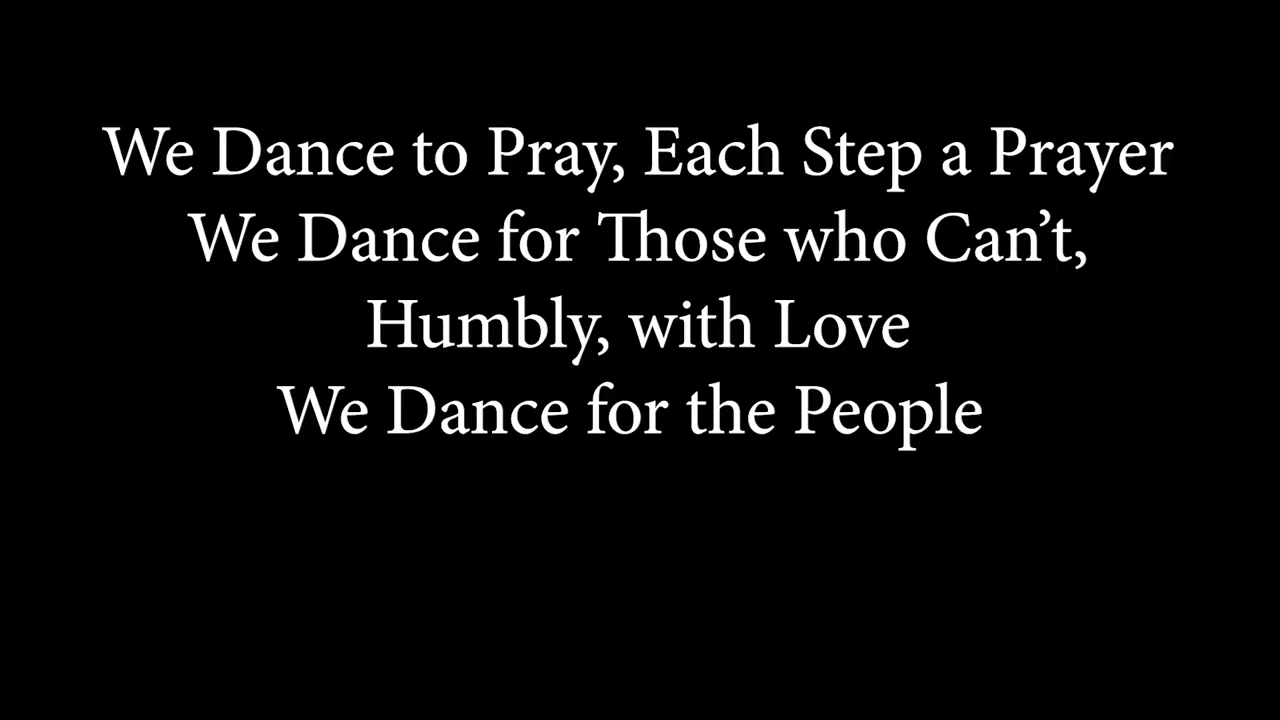 We Dance to Pray, Each Step a Prayer
We Dance for Those who Can’t,
Humbly, with Love
We Dance for the People